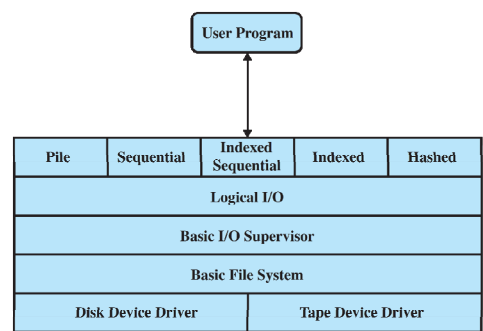 User Program
Pile Sequential Indexed Sequential Indexed Hashed
Logical I/O
Basic I/O Supervisor
Basic File System
Disk Device Driver Tape Device Driver